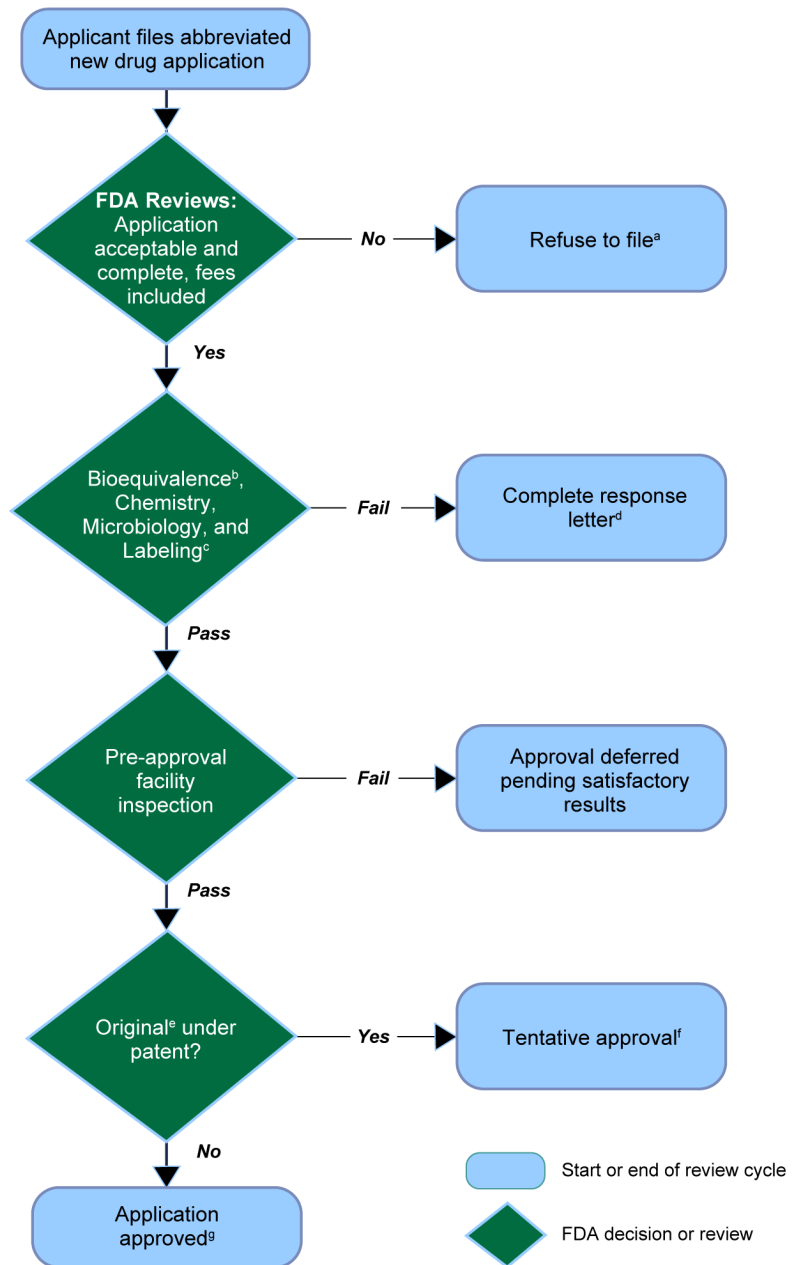 Applicant files abbreviated
new drug application
FDA Reviews:
Application
acceptable and
complete, fees
included
No
Refuse to fileᵃ
Yes
Bioequivalenceᵇ,
Chemistry,
Microbiology, and
Labelingᶜ
Fail
Complete response
letterᵈ
Pass
Pre-approval
facility
inspection
Fail
Approval deferred
pending satisfactory
results
Pass
Originalᵉ under
patent?
Yes
Tentative approvalᶠ
No
Application
approvedᵍ
Start or end of review cycle
FDA decision or review